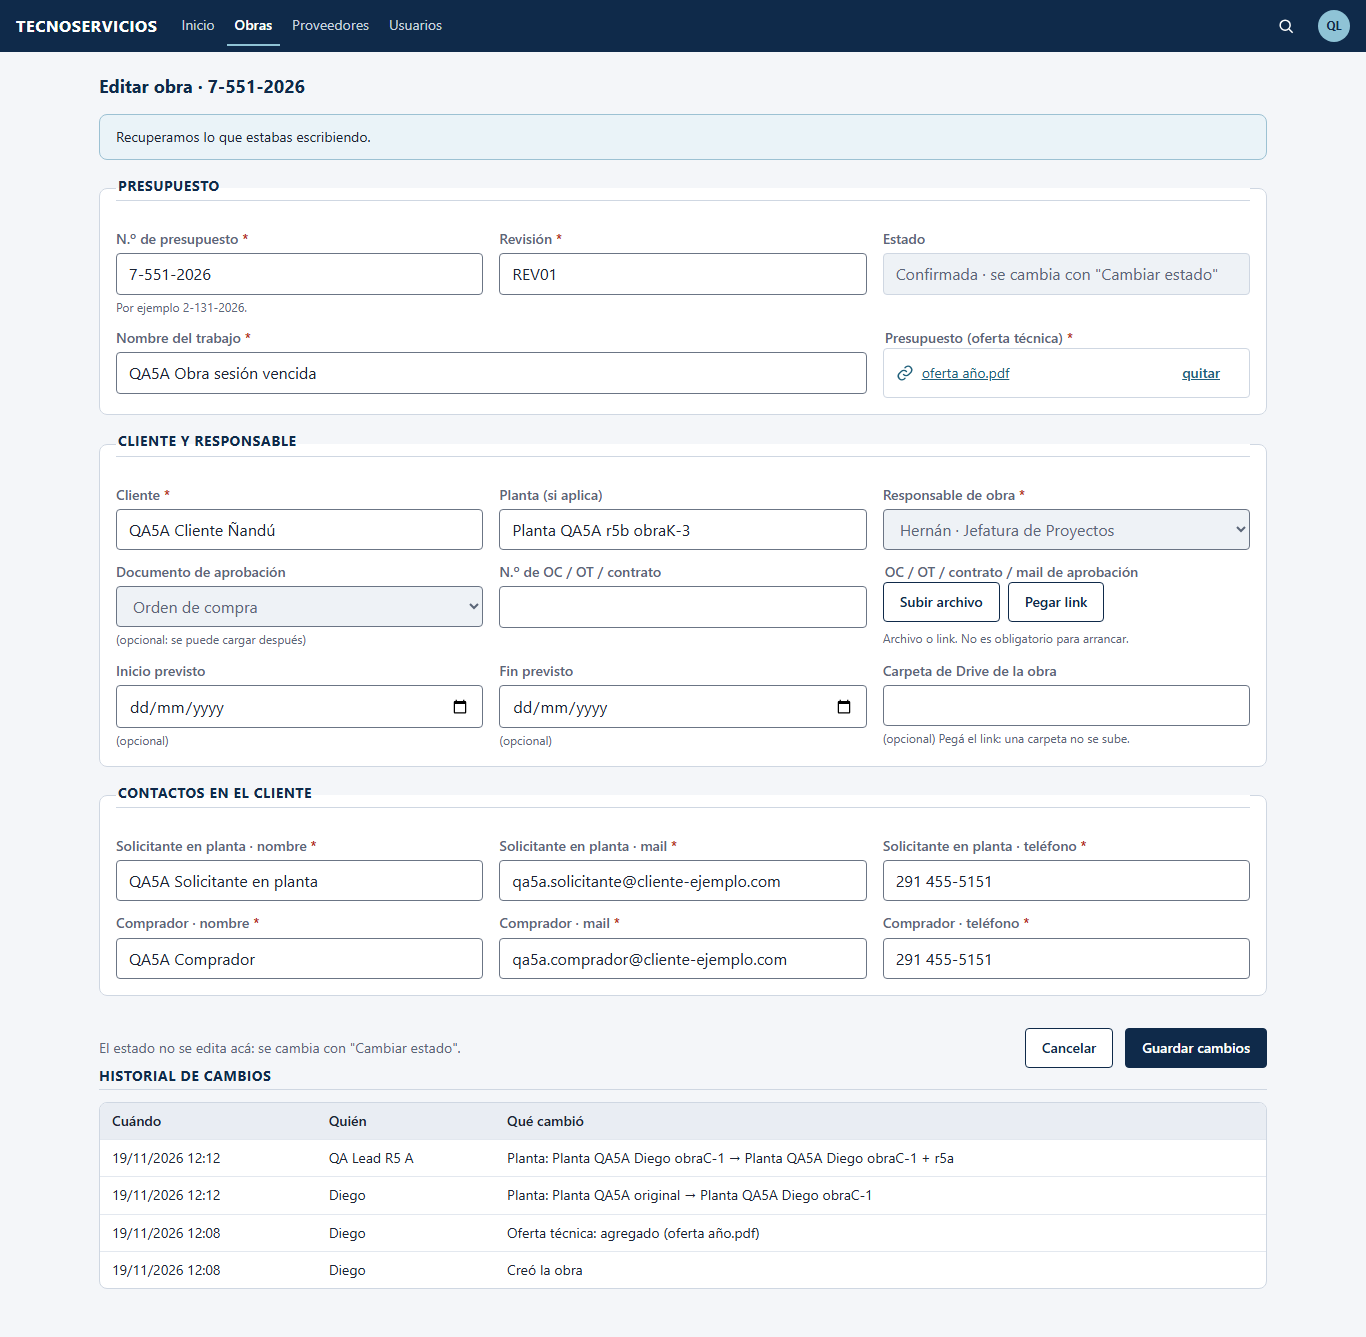 TECNOSERVICIOS Inicio Obras Proveedores Usuarios QL
Editar obra · 7-551-2026
Recuperamos lo que estabas escribiendo.
PRESUPUESTO
N.º de presupuesto * Revisión * Estado
7-551-2026 REV01 Confirmada · se cambia con "Cambiar estado"
Por ejemplo 2-131-2026.
Nombre del trabajo * Presupuesto (oferta técnica) *
QA5A Obra sesión vencida oferta año.pdf quitar
CLIENTE Y RESPONSABLE
Cliente * Planta (si aplica) Responsable de obra *
QA5A Cliente Ñandú Planta QA5A r5b obraK-3 Hernán · Jefatura de Proyectos
Documento de aprobación N.º de OC / OT / contrato OC / OT / contrato / mail de aprobación
Orden de compra Subir archivo Pegar link
(opcional: se puede cargar después) Archivo o link. No es obligatorio para arrancar.
Inicio previsto Fin previsto Carpeta de Drive de la obra
dd/mm/yyyy dd/mm/yyyy
(opcional) (opcional) (opcional) Pegá el link: una carpeta no se sube.
CONTACTOS EN EL CLIENTE
Solicitante en planta · nombre * Solicitante en planta · mail * Solicitante en planta · teléfono *
QA5A Solicitante en planta qa5a.solicitante@cliente-ejemplo.com 291 455-5151
Comprador · nombre * Comprador · mail * Comprador · teléfono *
QA5A Comprador qa5a.comprador@cliente-ejemplo.com 291 455-5151
El estado no se edita acá: se cambia con "Cambiar estado". Cancelar Guardar cambios
HISTORIAL DE CAMBIOS
Cuándo Quién Qué cambió
19/11/2026 12:12 QA Lead R5 A Planta: Planta QA5A Diego obraC-1 → Planta QA5A Diego obraC-1 + r5a
19/11/2026 12:12 Diego Planta: Planta QA5A original → Planta QA5A Diego obraC-1
19/11/2026 12:08 Diego Oferta técnica: agregado (oferta año.pdf)
19/11/2026 12:08 Diego Creó la obra